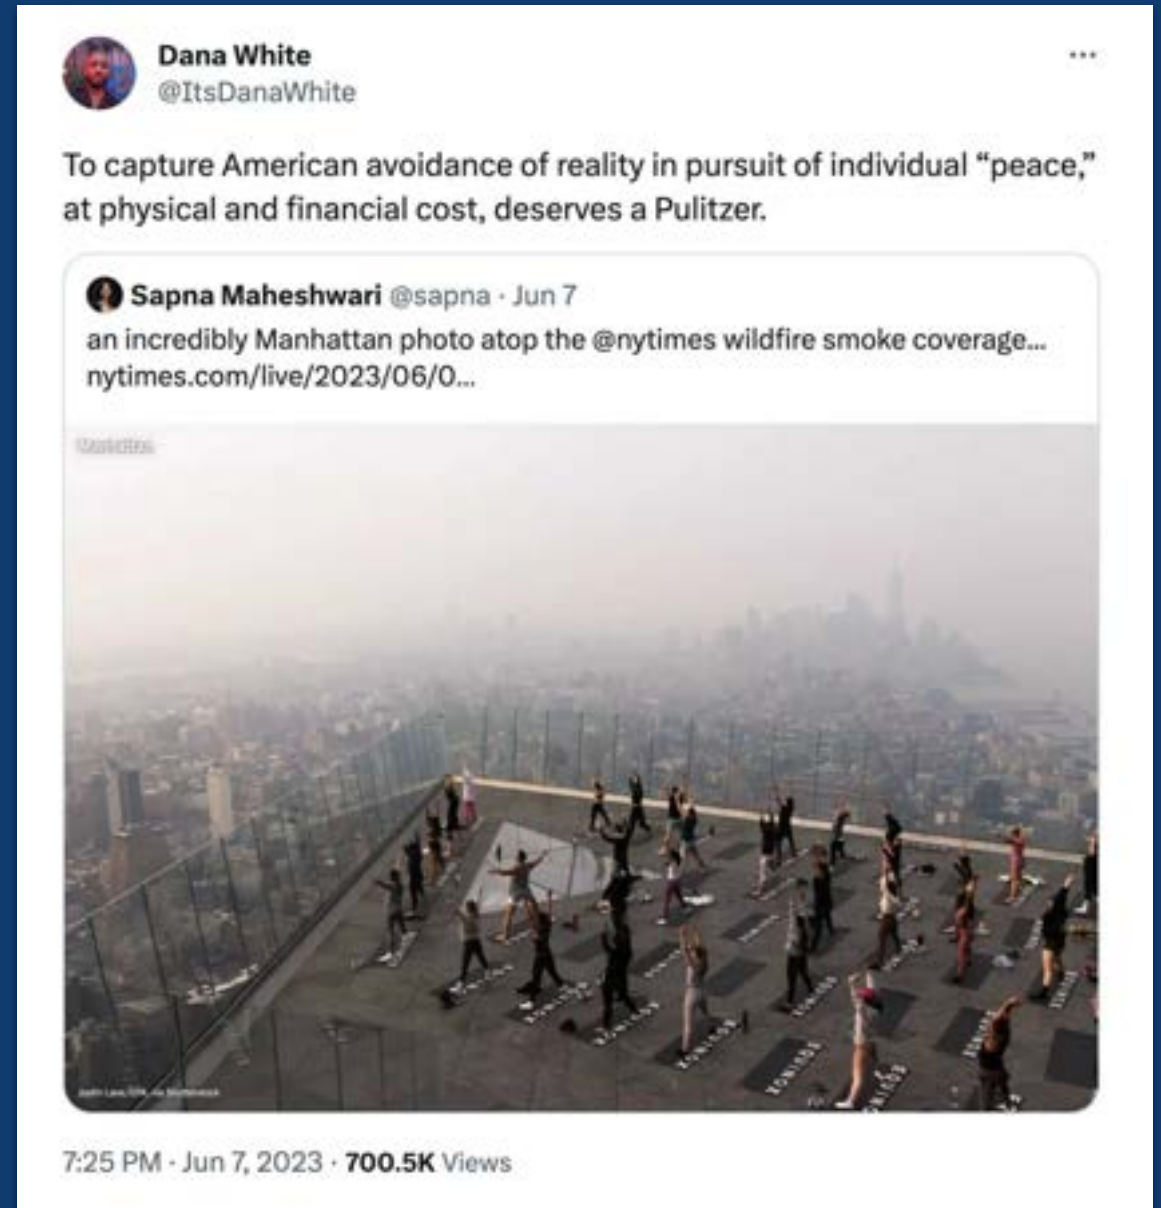 Dana White
@ItsDanaWhite
To capture American avoidance of reality in pursuit of individual “peace,”
at physical and financial cost, deserves a Pulitzer.
Sapna Maheshwari @sapna · Jun 7
an incredibly Manhattan photo atop the @nytimes wildfire smoke coverage...
nytimes.com/live/2023/06/0...
Manhattan.
7:25 PM · Jun 7, 2023 · 700.5K Views